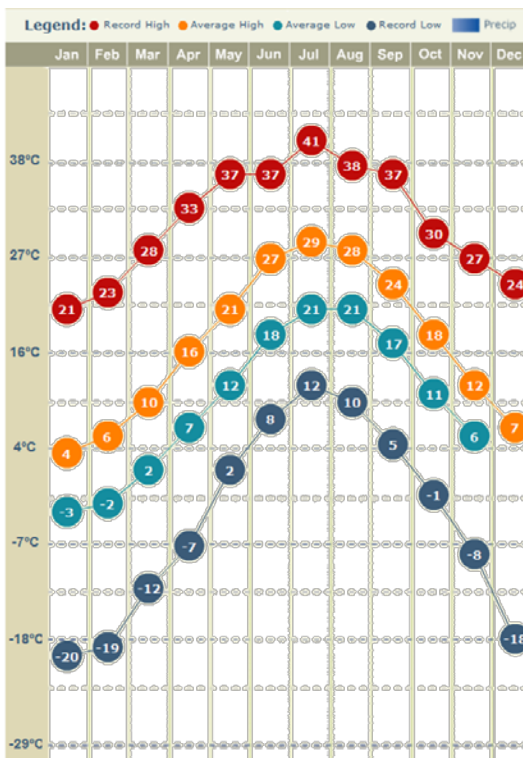 Legend: Record High Average High Average Low Record Low Precip
Jan Feb Mar Apr May Jun Jul Aug Sep Oct Nov Dec
41
38°C 37 37 38 37
33
28 30
27°C 27 29 28 27
21 23 21 24 24
18 21 21
16°C 16 18 17
10 12 12 12 11 12
4°C 4 6 7 8 10 6 7
2 2 5
-3 -2 -1
-7°C -7 -8
-12
-18°C -20 -19 -18
-29°C